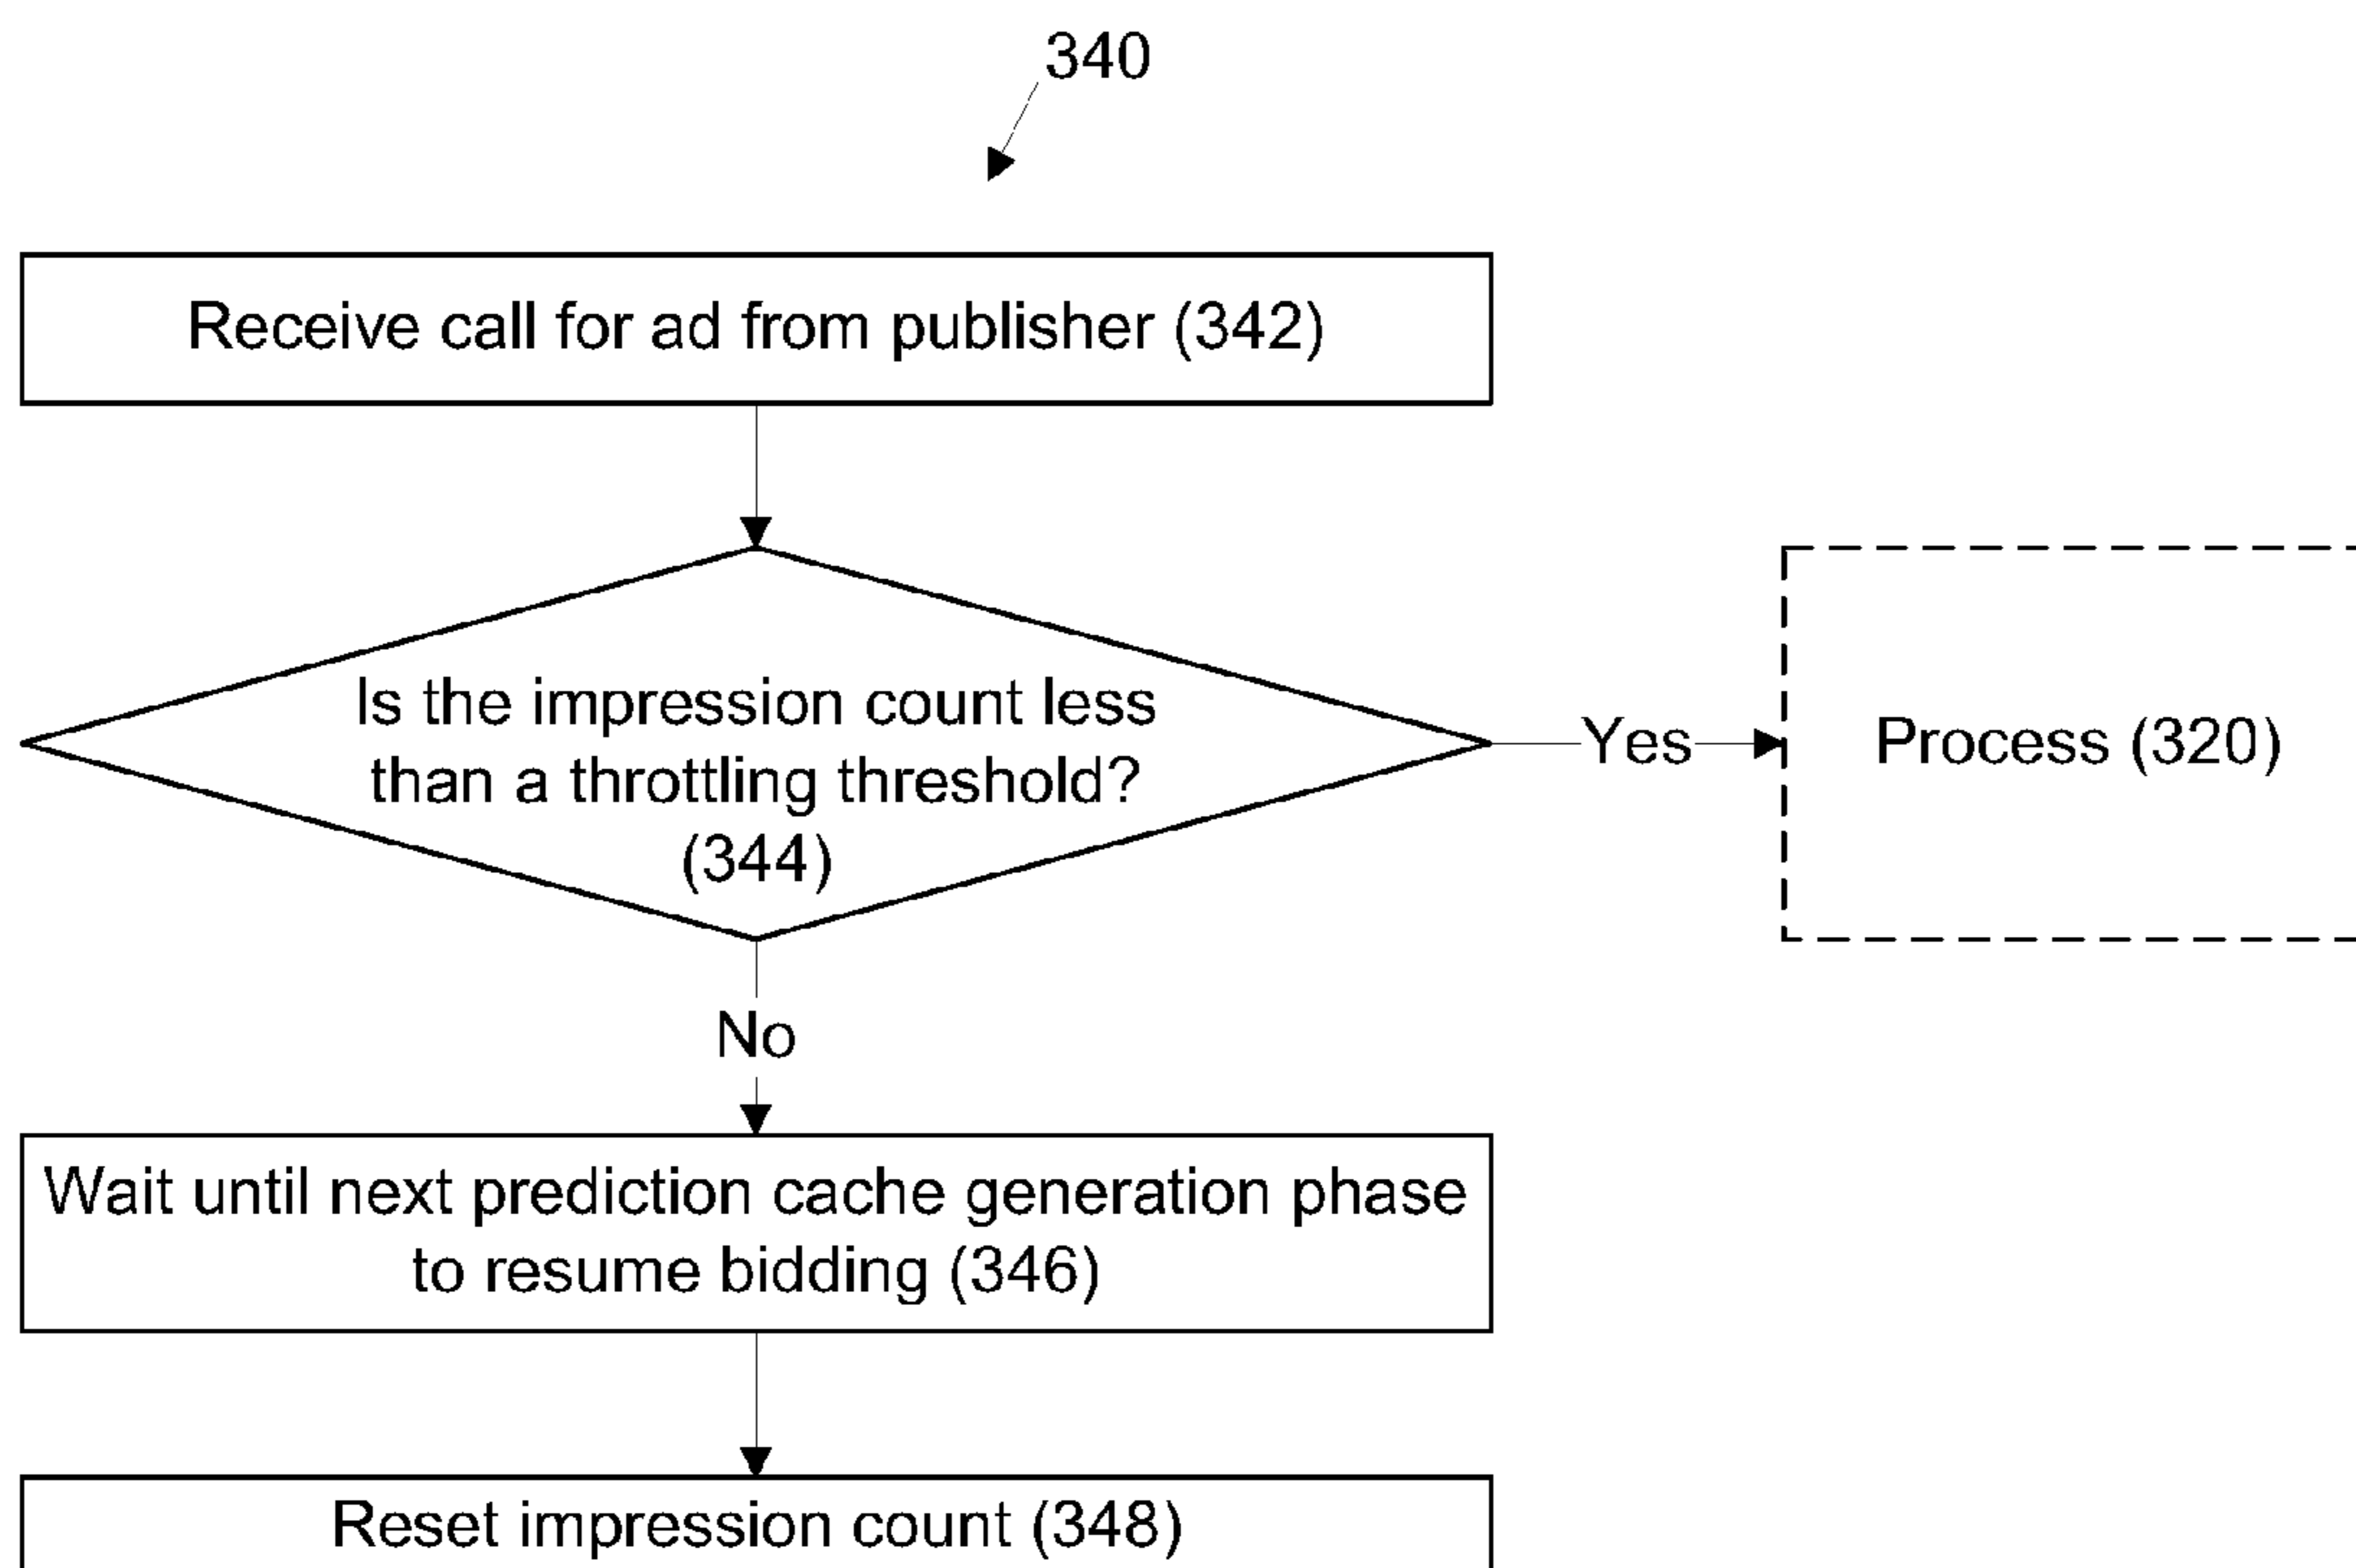 340
Receive call for ad from publisher (342)
Is the impression count less
than a throttling threshold?
(344)
Yes
Process (320)
No
Wait until next prediction cache generation phase
to resume bidding (346)
Reset impression count (348)